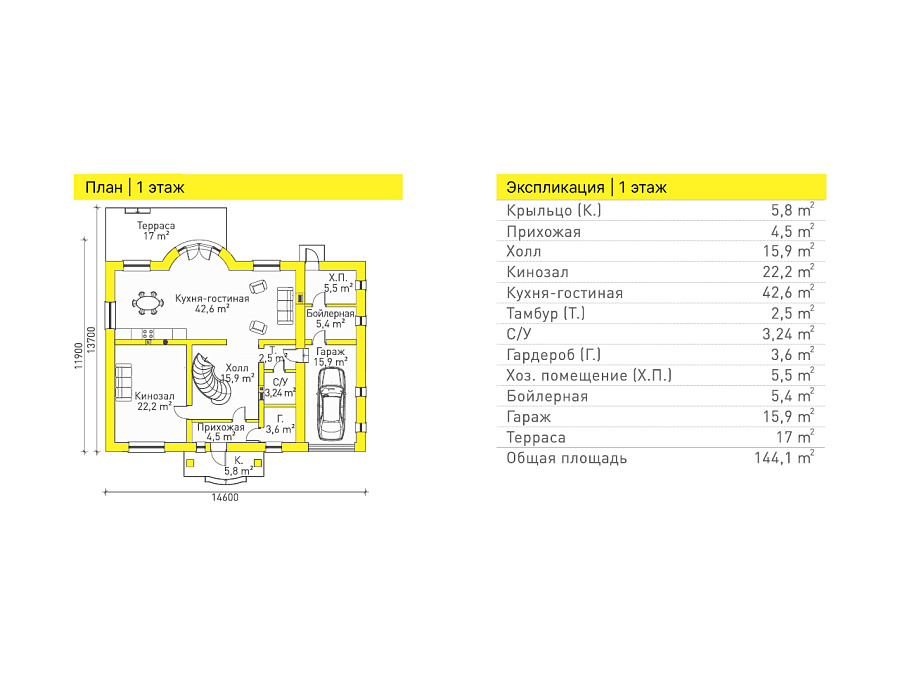 План | 1 этаж
Терраса
17 m²
Х.П.
5,5 m²
Кухня-гостиная
42,6 m²
Бойлерная
5,4 m²
Т.
2,5 m²
Гараж
15,9 m²
Холл
15,9 m²
С/У
3,24 m²
Кинозал
22,2 m²
Прихожая
4,5 m²
Г.
3,6 m²
К.
5,8 m²
11900
13700
14600
Экспликация | 1 этаж
Крыльцо (К.) 5,8 m²
Прихожая 4,5 m²
Холл 15,9 m²
Кинозал 22,2 m²
Кухня-гостиная 42,6 m²
Тамбур (Т.) 2,5 m²
С/У 3,24 m²
Гардероб (Г.) 3,6 m²
Хоз. помещение (Х.П.) 5,5 m²
Бойлерная 5,4 m²
Гараж 15,9 m²
Терраса 17 m²
Общая площадь 144,1 m²